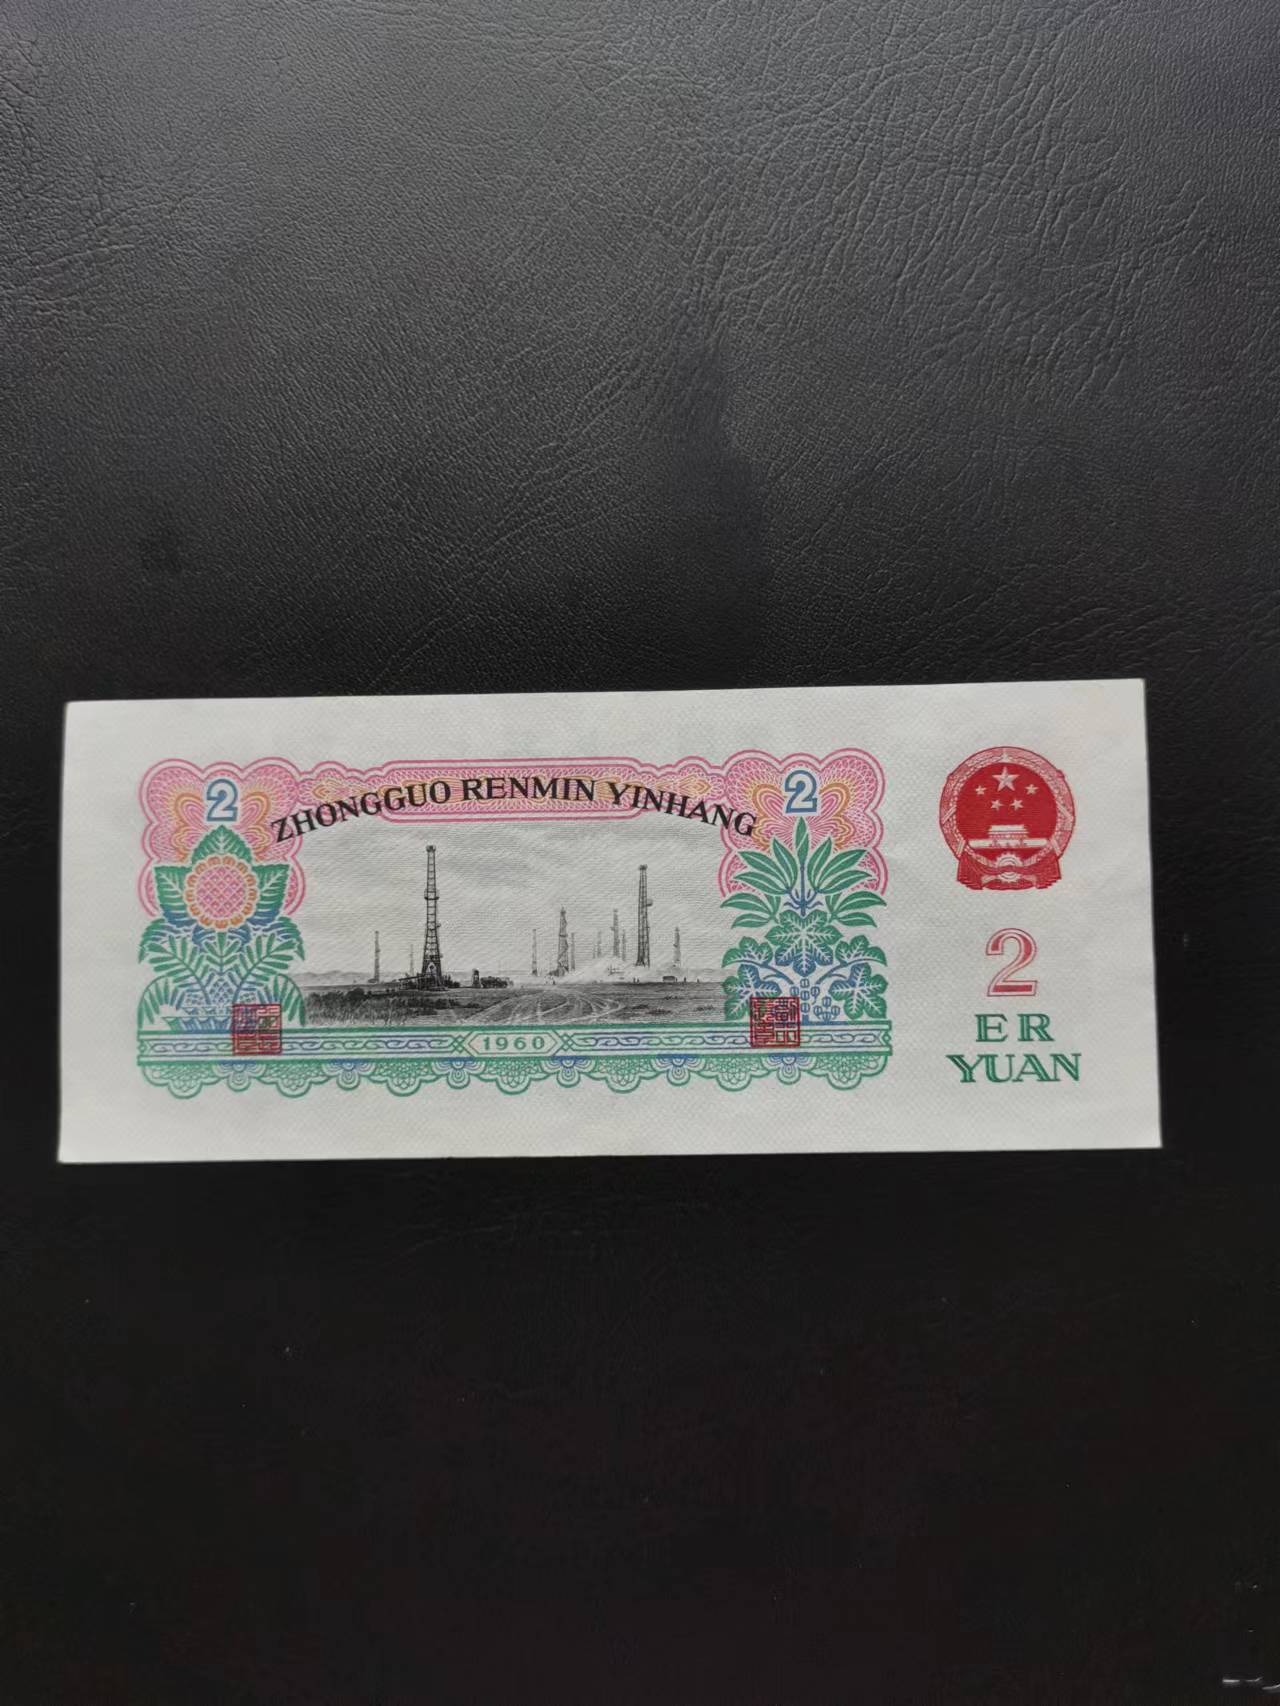 2
ZHONGGUO RENMIN YINHANG
2
1960
2
ER
YUAN